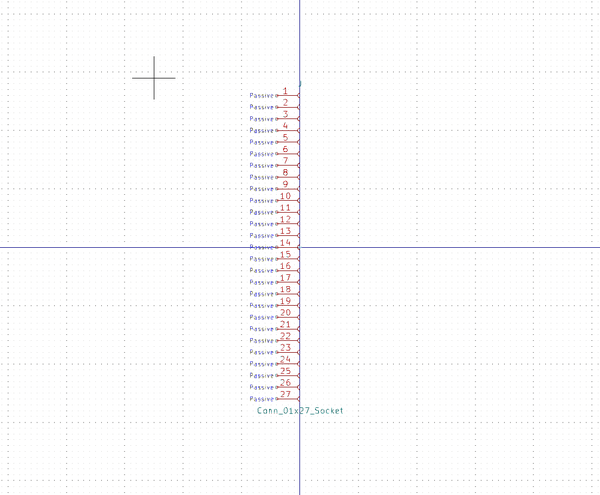 J
Passive 1
Passive 2
Passive 3
Passive 4
Passive 5
Passive 6
Passive 7
Passive 8
Passive 9
Passive 10
Passive 11
Passive 12
Passive 13
Passive 14
Passive 15
Passive 16
Passive 17
Passive 18
Passive 19
Passive 20
Passive 21
Passive 22
Passive 23
Passive 24
Passive 25
Passive 26
Passive 27
Conn_01x27_Socket